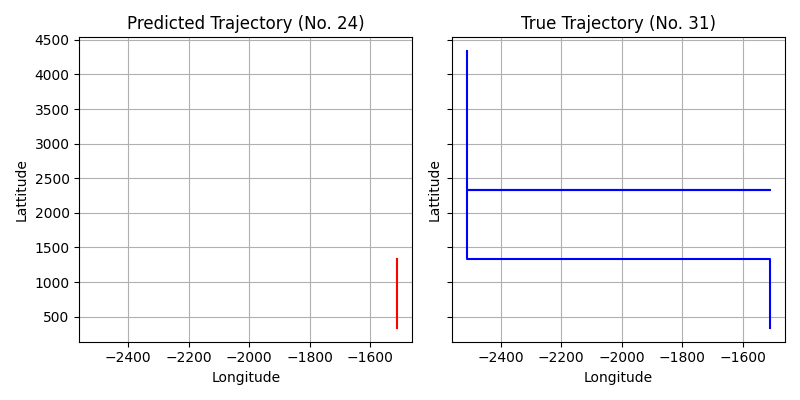 Predicted Trajectory (No. 24)
4500
4000
3500
3000
2500
2000
1500
1000
500
Lattitude
−2400 −2200 −2000 −1800 −1600
Longitude
True Trajectory (No. 31)
Lattitude
−2400 −2200 −2000 −1800 −1600
Longitude